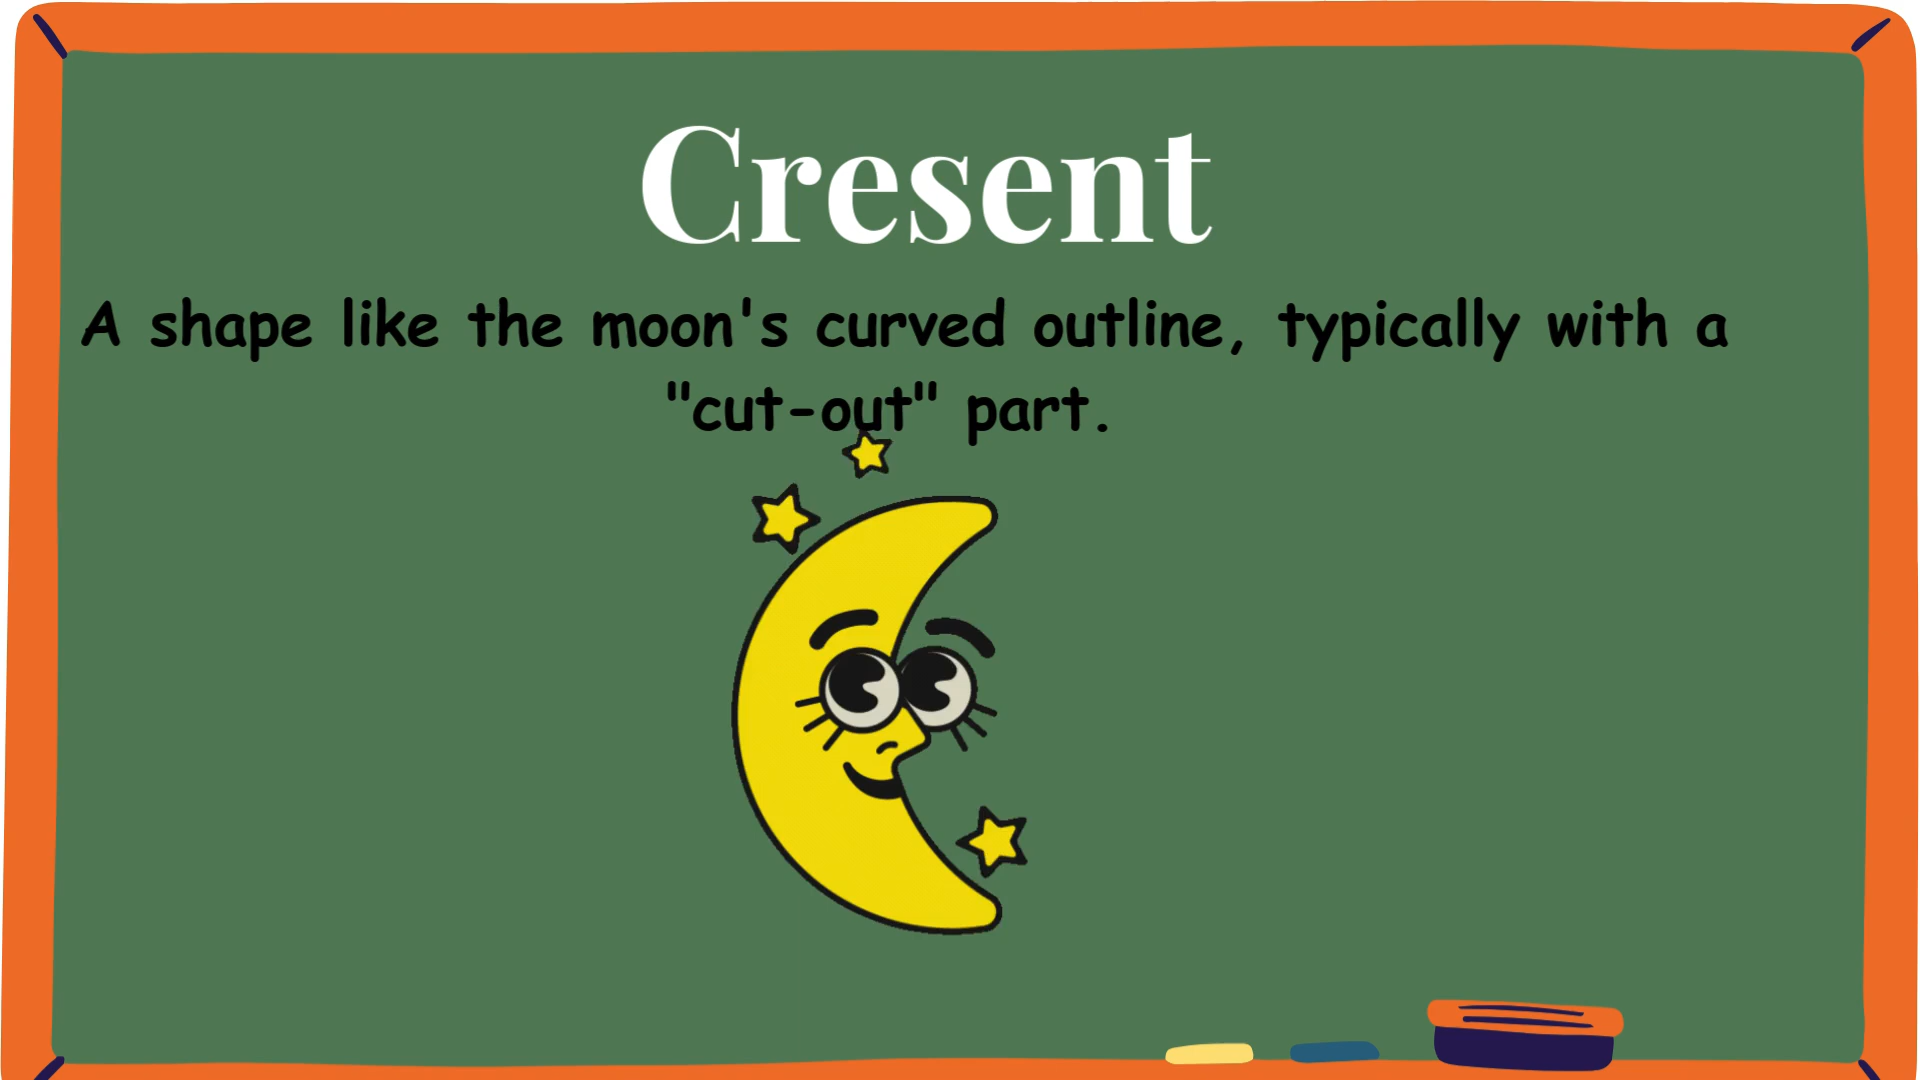 Cresent
A shape like the moon's curved outline, typically with a
"cut-out" part.